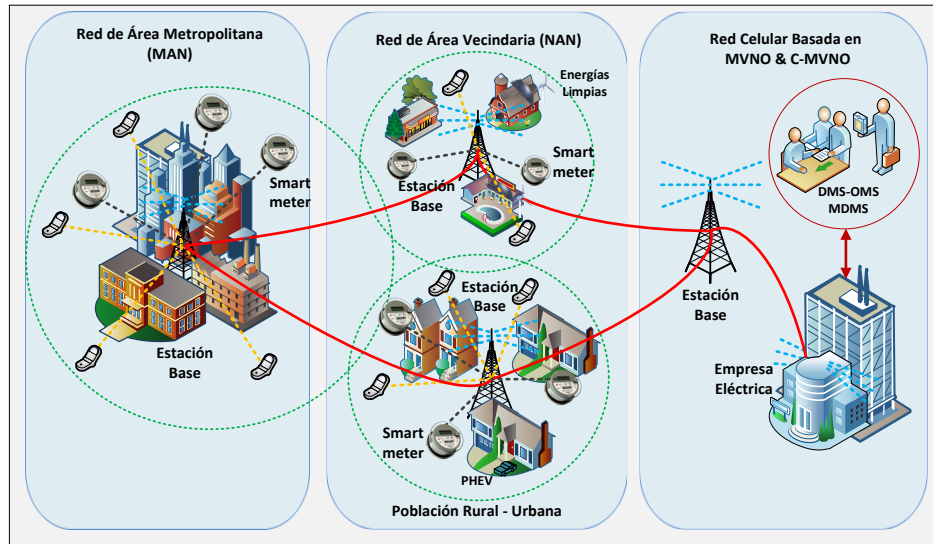 Red de Área Metropolitana
(MAN)
Smart
meter
Estación
Base
Red de Área Vecindaria (NAN)
Energías
Limpias
Estación
Base
Smart
meter
Estación
Base
Smart
meter
PHEV
Población Rural - Urbana
Red Celular Basada en
MVNO & C-MVNO
DMS-OMS
MDMS
Estación
Base
Empresa
Eléctrica